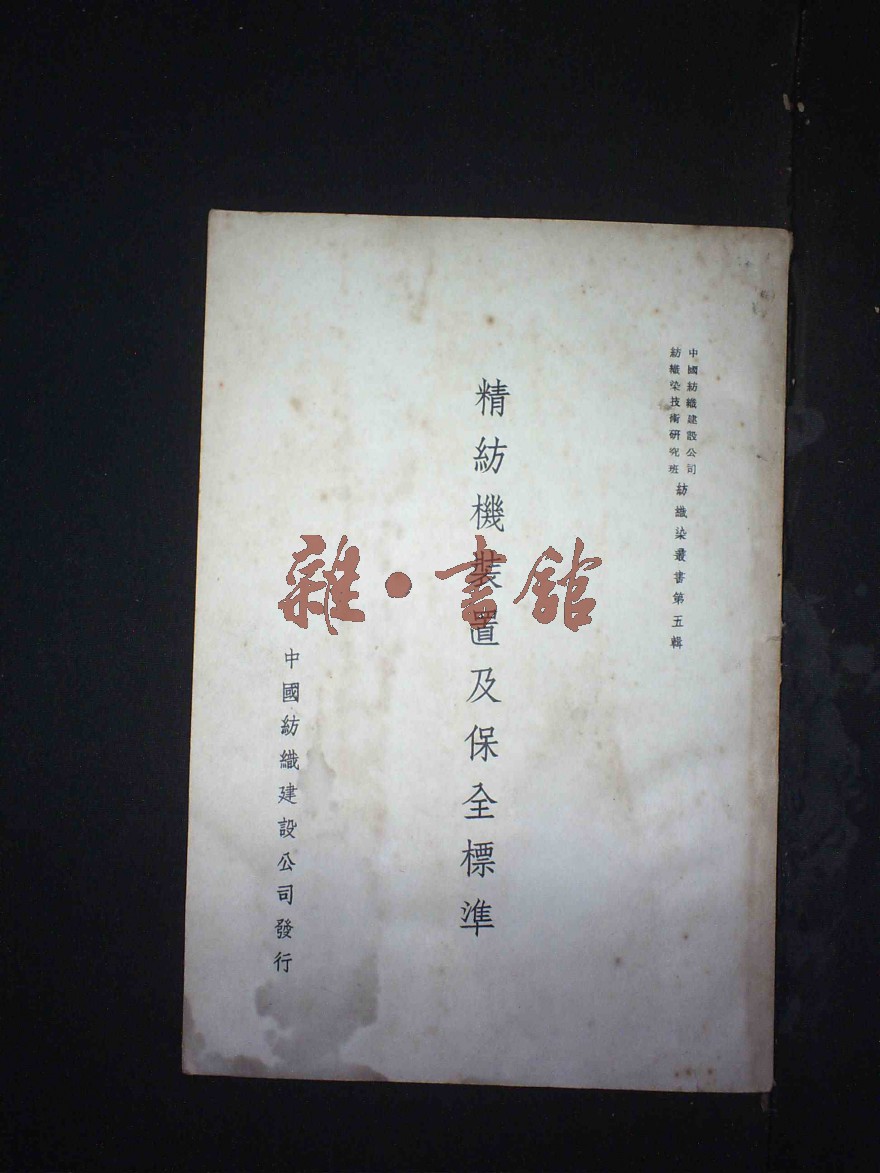 中國紡織建設公司
紡織染技術研究班
紡織染叢書第五輯
精紡機裝置及保全標準
中國紡織建設公司發行
雜·書館